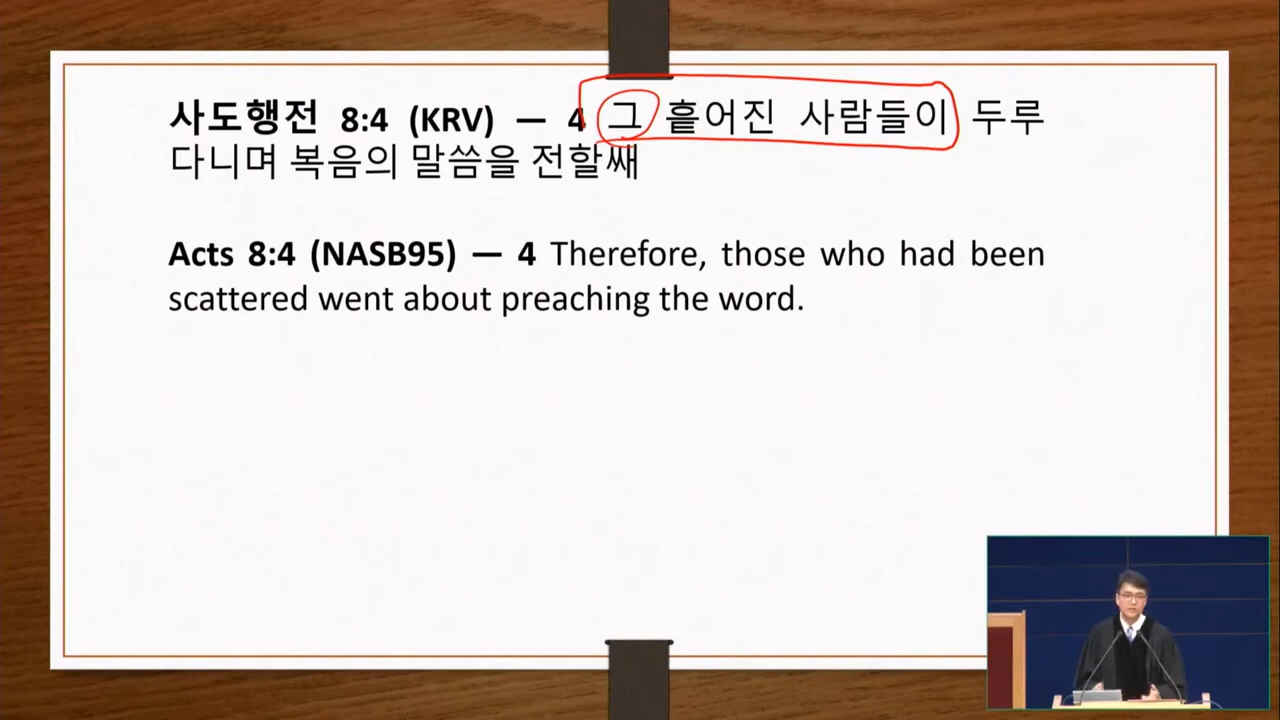 사도행전 8:4 (KRV) — 4 그 흩어진 사람들이 두루
다니며 복음의 말씀을 전할쌔
Acts 8:4 (NASB95) — 4 Therefore, those who had been
scattered went about preaching the word.